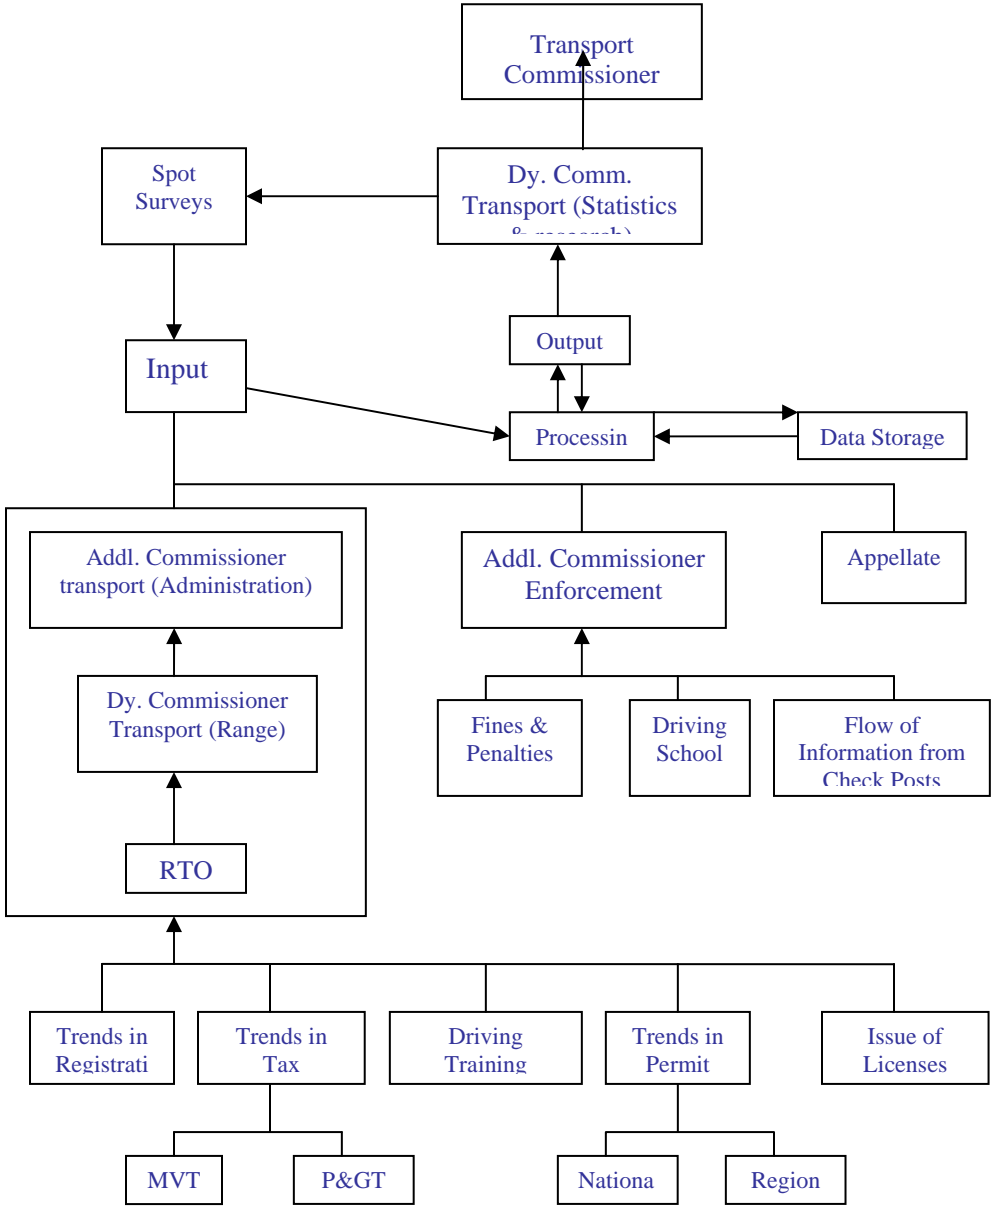 Transport
Commissioner
Spot
Surveys
Dy. Comm.
Transport (Statistics
& research)
Input
Output
Processin
Data Storage
Addl. Commissioner
transport (Administration)
Addl. Commissioner
Enforcement
Appellate
Dy. Commissioner
Transport (Range)
Fines &
Penalties
Driving
School
Flow of
Information from
Check Posts
RTO
Trends in
Registrati
Trends in
Tax
Driving
Training
Trends in
Permit
Issue of
Licenses
MVT
P&GT
Nationa
Region